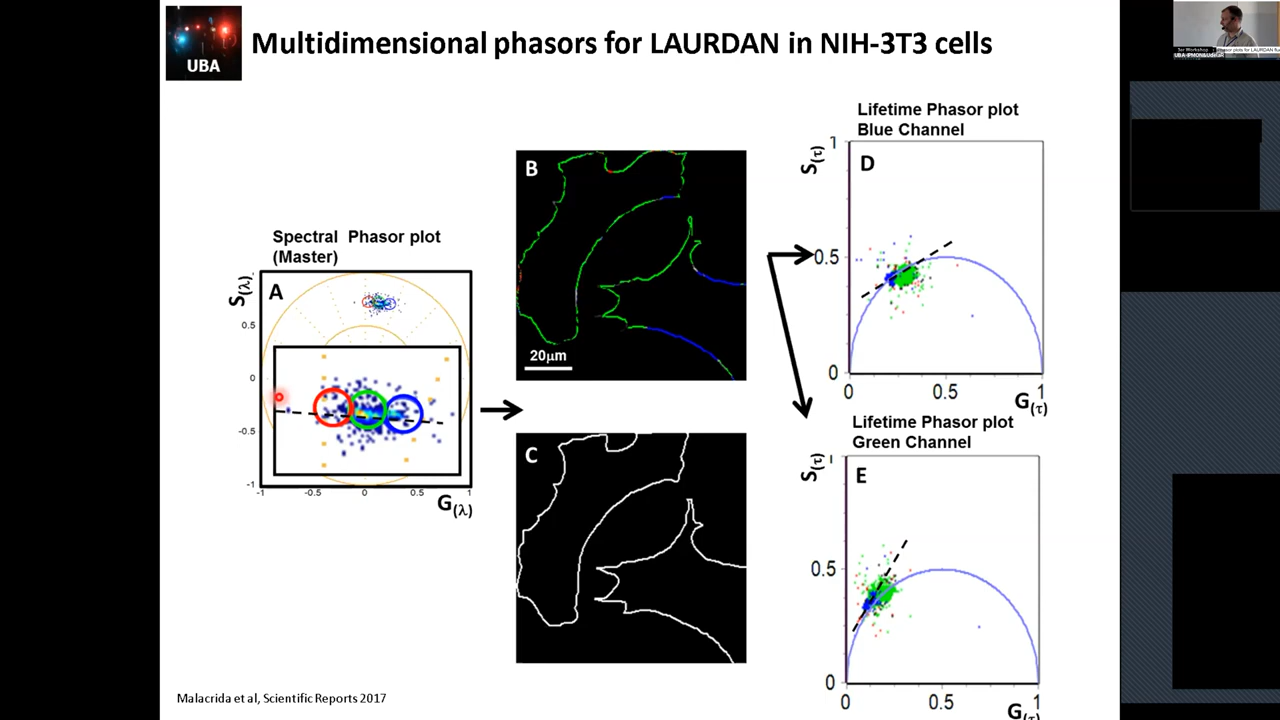 UBA
Multidimensional phasors for LAURDAN in NIH-3T3 cells
Spectral Phasor plot
(Master)
S(λ)
A
0.5
0
-0.5
-1
-1
-0.5
0
0.5
1
G(λ)
B
20μm
C
Lifetime Phasor plot
Blue Channel
S(τ)
1
D
0.5
0
0
0.5
1
G(τ)
Lifetime Phasor plot
Green Channel
S(τ)
1
E
0.5
0
0
0.5
1
G(τ)
Malacrida et al, Scientific Reports 2017
3er Workshop